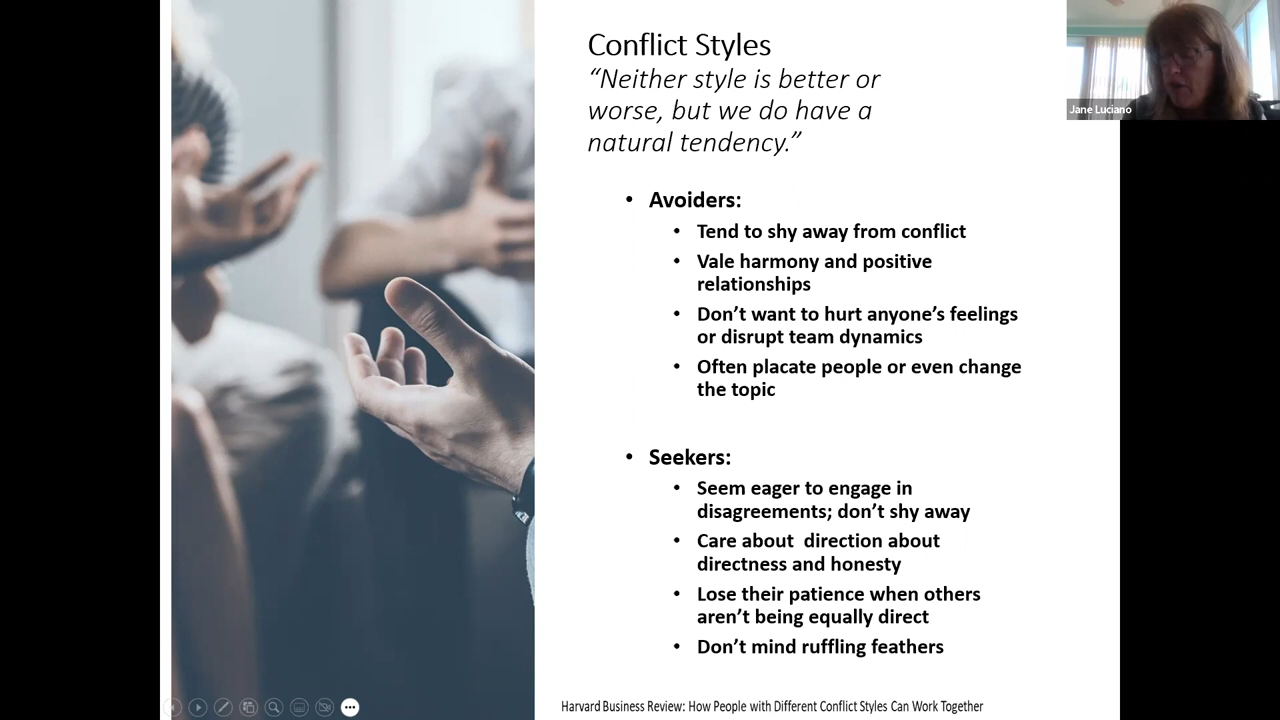 Conflict Styles
“Neither style is better or
worse, but we do have a
natural tendency.”
Jane Luciano
• Avoiders:
• Tend to shy away from conflict
• Vale harmony and positive
relationships
• Don’t want to hurt anyone’s feelings
or disrupt team dynamics
• Often placate people or even change
the topic
• Seekers:
• Seem eager to engage in
disagreements; don’t shy away
• Care about  direction about
directness and honesty
• Lose their patience when others
aren’t being equally direct
• Don’t mind ruffling feathers
Harvard Business Review: How People with Different Conflict Styles Can Work Together